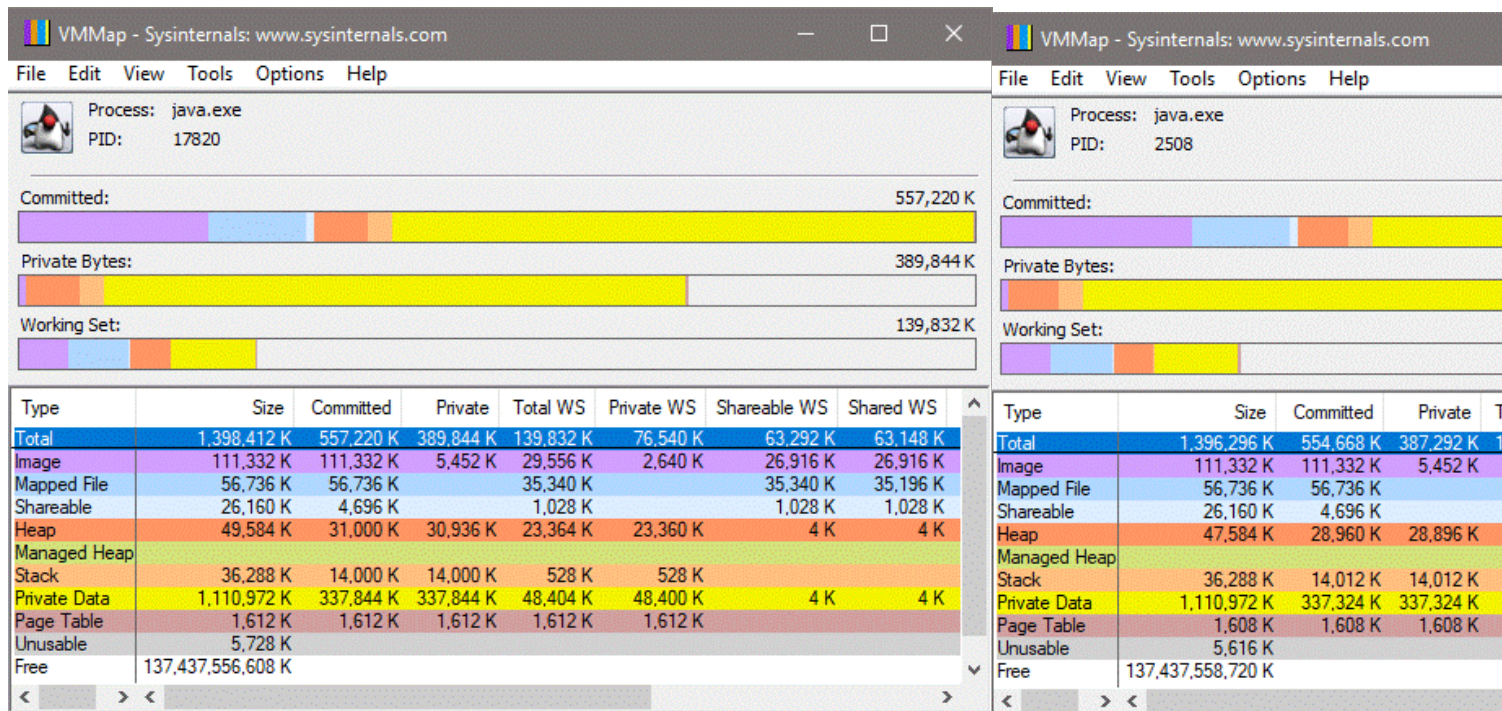 VMMap - Sysinternals: www.sysinternals.com
File Edit View Tools Options Help
Process: java.exe
PID: 17820
Committed: 557,220 K
Private Bytes: 389,844 K
Working Set: 139,832 K
Type Size Committed Private Total WS Private WS Shareable WS Shared WS
Total 1,398,412 K 557,220 K 389,844 K 139,832 K 76,540 K 63,292 K 63,148 K
Image 111,332 K 111,332 K 5,452 K 29,556 K 2,640 K 26,916 K 26,916 K
Mapped File 56,736 K 56,736 K 35,340 K 35,340 K 35,196 K
Shareable 26,160 K 4,696 K 1,028 K 1,028 K 1,028 K
Heap 49,584 K 31,000 K 30,936 K 23,364 K 23,360 K 4 K 4 K
Managed Heap
Stack 36,288 K 14,000 K 14,000 K 528 K 528 K
Private Data 1,110,972 K 337,844 K 337,844 K 48,404 K 48,400 K 4 K 4 K
Page Table 1,612 K 1,612 K 1,612 K 1,612 K 1,612 K
Unusable 5,728 K
Free 137,437,556,608 K
VMMap - Sysinternals: www.sysinternals.com
File Edit View Tools Options Help
Process: java.exe
PID: 2508
Committed:
Private Bytes:
Working Set:
Type Size Committed Private T
Total 1,396,296 K 554,668 K 387,292 K 1
Image 111,332 K 111,332 K 5,452 K
Mapped File 56,736 K 56,736 K
Shareable 26,160 K 4,696 K
Heap 47,584 K 28,960 K 28,896 K
Managed Heap
Stack 36,288 K 14,012 K 14,012 K
Private Data 1,110,972 K 337,324 K 337,324 K
Page Table 1,608 K 1,608 K 1,608 K
Unusable 5,616 K
Free 137,437,558,720 K